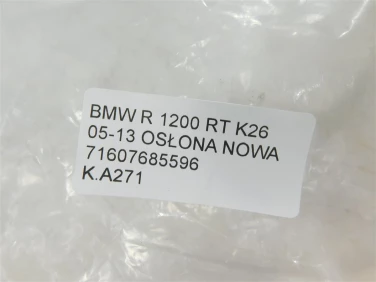 BMW R 1200 RT K26
05-13 OSŁONA NOWA
71607685596
K.A271